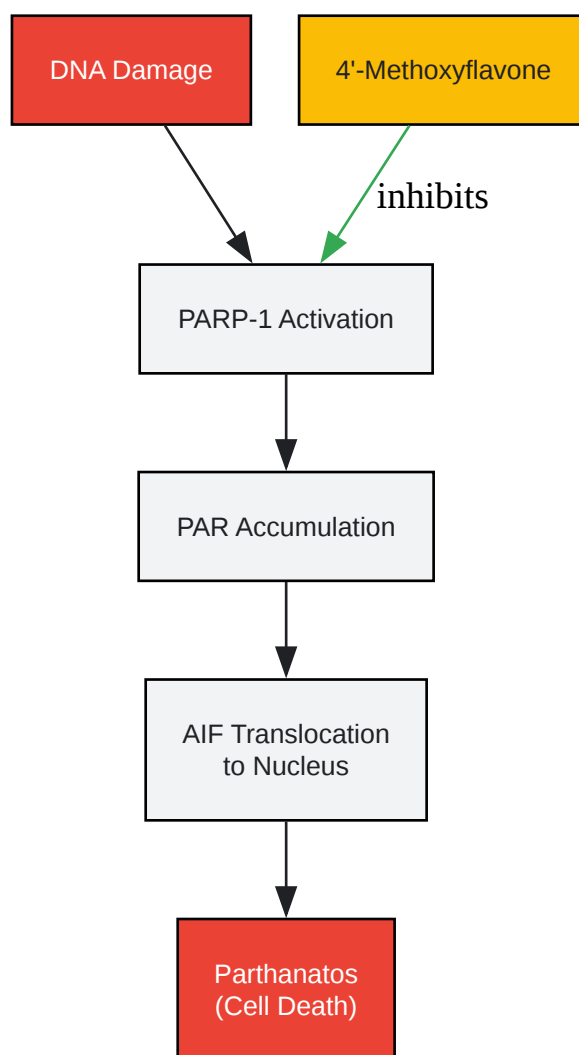 DNA Damage
4'-Methoxyflavone
inhibits
PARP-1 Activation
PAR Accumulation
AIF Translocation
to Nucleus
Parthanatos
(Cell Death)